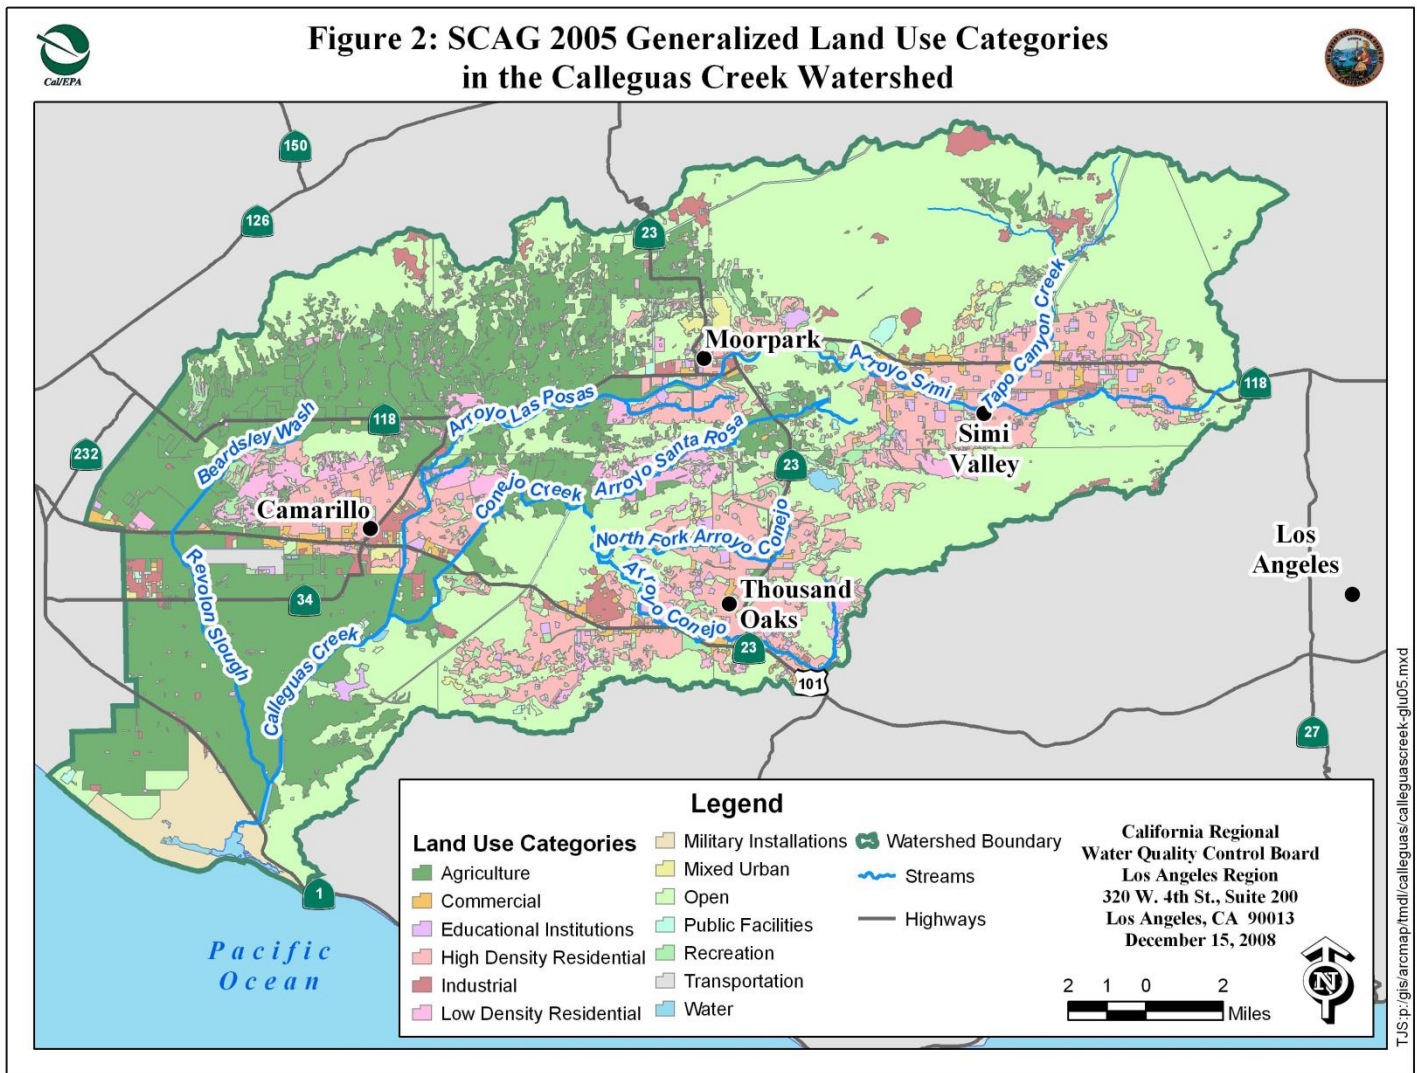 Figure 2: SCAG 2005 Generalized Land Use Categories
in the Calleguas Creek Watershed
Cal/EPA
150
126
23
Moorpark
Arroyo Simi
Tapo Canyon Creek
118
Arroyo Las Posas
118
Beardsley Wash
232
Simi
Valley
Arroyo Santa Rosa
23
Conejo Creek
Camarillo
North Fork Arroyo Conejo
Los
Angeles
Revolon Slough
34
Arroyo Conejo
Thousand
Oaks
23
101
Calleguas Creek
27
1
Pacific
Ocean
Legend
Land Use Categories
Agriculture
Commercial
Educational Institutions
High Density Residential
Industrial
Low Density Residential
Military Installations
Mixed Urban
Open
Public Facilities
Recreation
Transportation
Water
Watershed Boundary
Streams
Highways
California Regional
Water Quality Control Board
Los Angeles Region
320 W. 4th St., Suite 200
Los Angeles, CA 90013
December 15, 2008
N
2 1 0 2
Miles
TJS:p:/gis/arcmap/tmdl/calleguas/calleguascreek-glu05.mxd